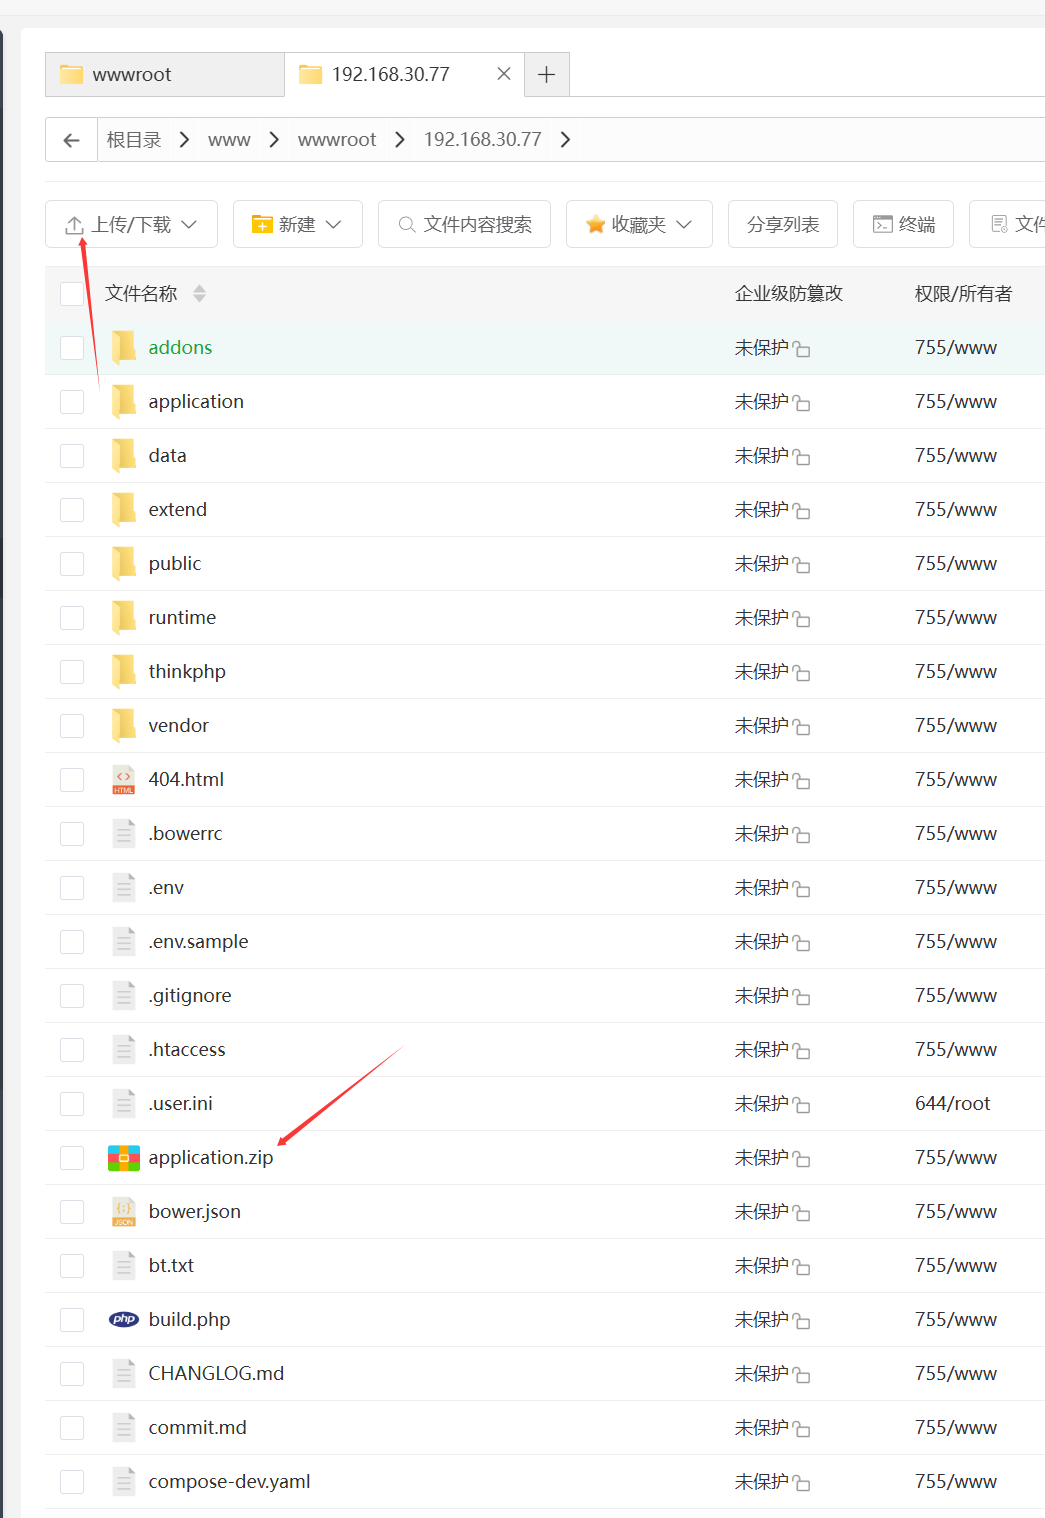 wwwroot 192.168.30.77
根目录 www wwwroot 192.168.30.77
上传/下载 新建 文件内容搜索 收藏夹 分享列表 终端 文件
文件名称 企业级防篡改 权限/所有者
addons 未保护 755/www
application 未保护 755/www
data 未保护 755/www
extend 未保护 755/www
public 未保护 755/www
runtime 未保护 755/www
thinkphp 未保护 755/www
vendor 未保护 755/www
404.html 未保护 755/www
.bowerrc 未保护 755/www
.env 未保护 755/www
.env.sample 未保护 755/www
.gitignore 未保护 755/www
.htaccess 未保护 755/www
.user.ini 未保护 644/root
application.zip 未保护 755/www
bower.json 未保护 755/www
bt.txt 未保护 755/www
build.php 未保护 755/www
CHANGLOG.md 未保护 755/www
commit.md 未保护 755/www
compose-dev.yaml 未保护 755/www